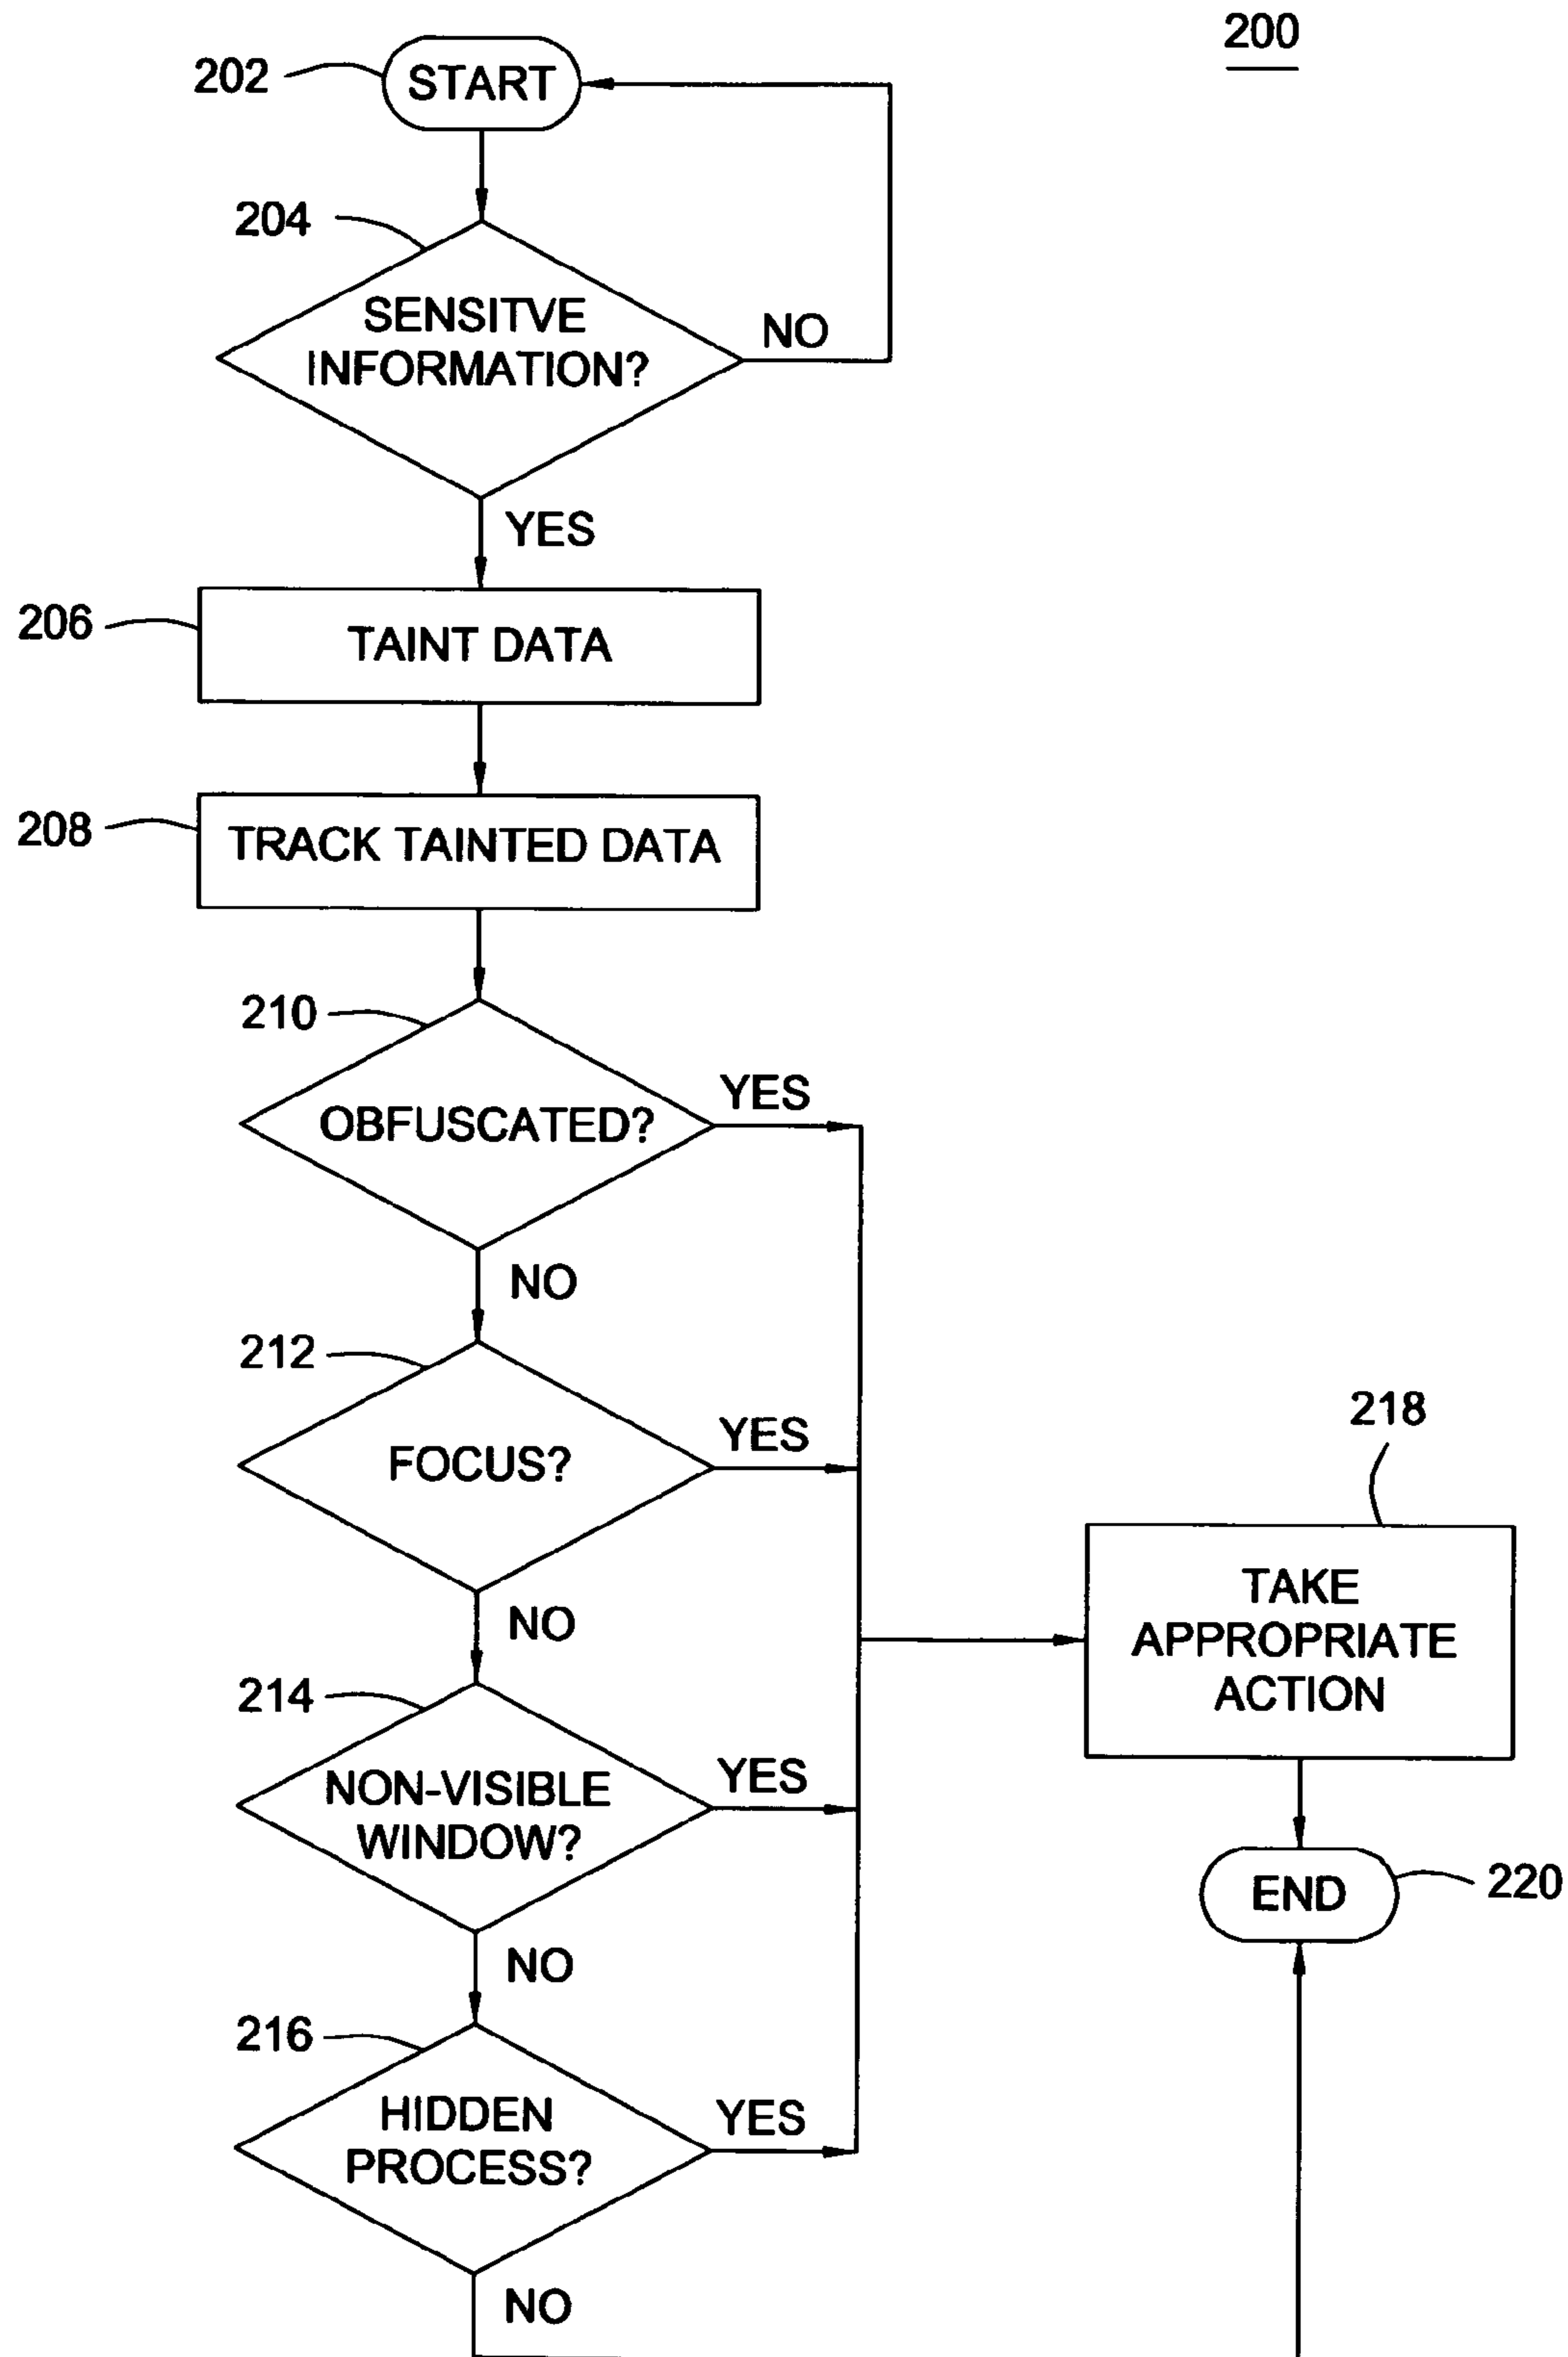 200
202
START
204
SENSITVE
INFORMATION?
NO
YES
206
TAINT DATA
208
TRACK TAINTED DATA
210
OBFUSCATED?
YES
NO
212
FOCUS?
YES
NO
214
NON-VISIBLE
WINDOW?
YES
NO
216
HIDDEN
PROCESS?
YES
NO
218
TAKE
APPROPRIATE
ACTION
END
220